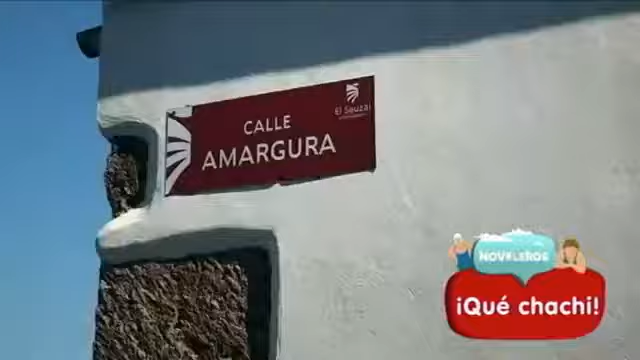 El Sauzal
CALLE
AMARGURA
NOVELEROS
¡Qué chachi!